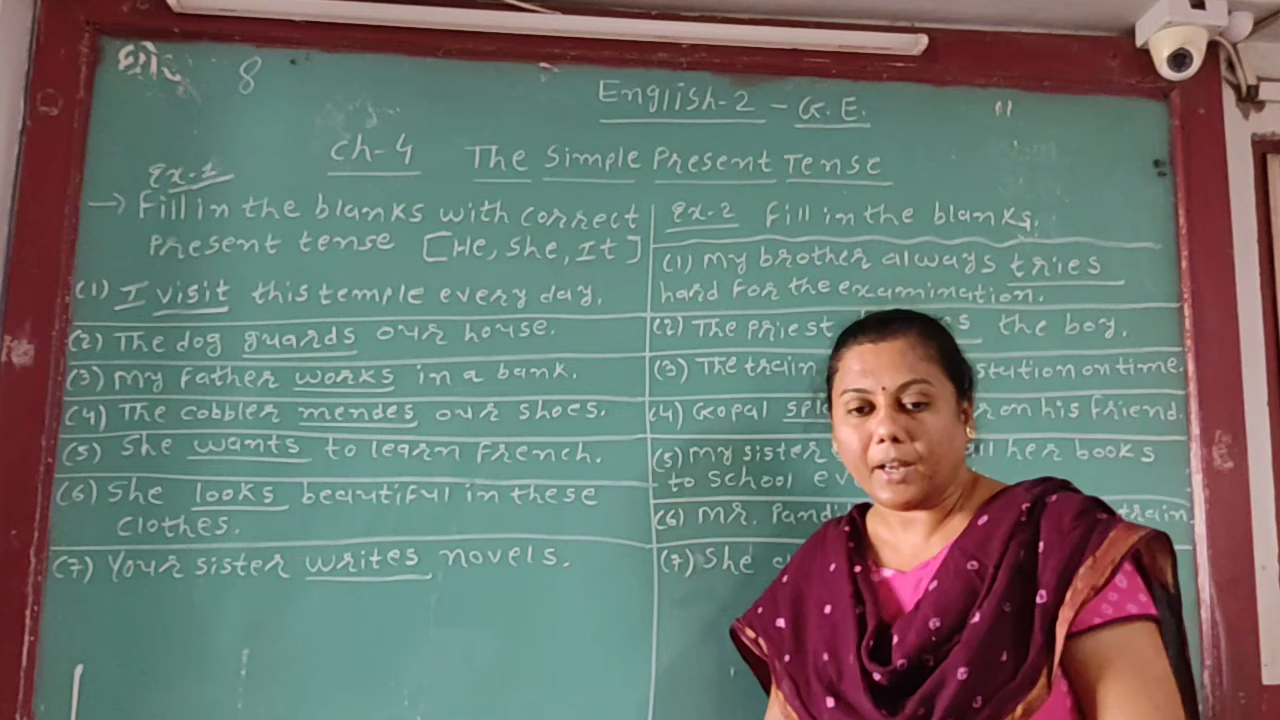 ધોરણ 8
English-2 - G.E.
Ch-4 The Simple Present Tense
Ex.1
→ Fill in the blanks with correct
Present tense [He, She, It]
(1) I visit this temple every day.
(2) The dog guards our house.
(3) My Father works in a bank.
(4) The cobbler mendes our shoes.
(5) She wants to learn French.
(6) She looks beautiful in these
clothes.
(7) Your sister writes novels.
Ex-2 Fill in the blanks.
(1) My brother always tries
hard for the examination.
(2) The priest the boy.
(3) The train station on time.
(4) Gopal on his friend.
(5) My sister all her books
to School
(6) Mr. train.
(7) She